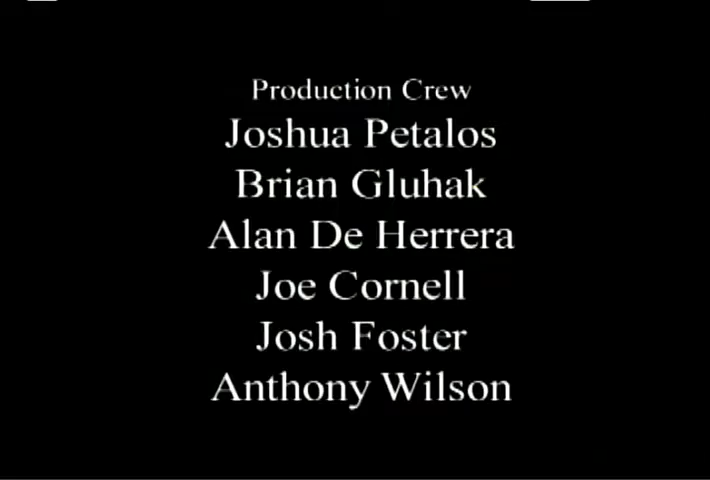 Production Crew
Joshua Petalos
Brian Gluhak
Alan De Herrera
Joe Cornell
Josh Foster
Anthony Wilson